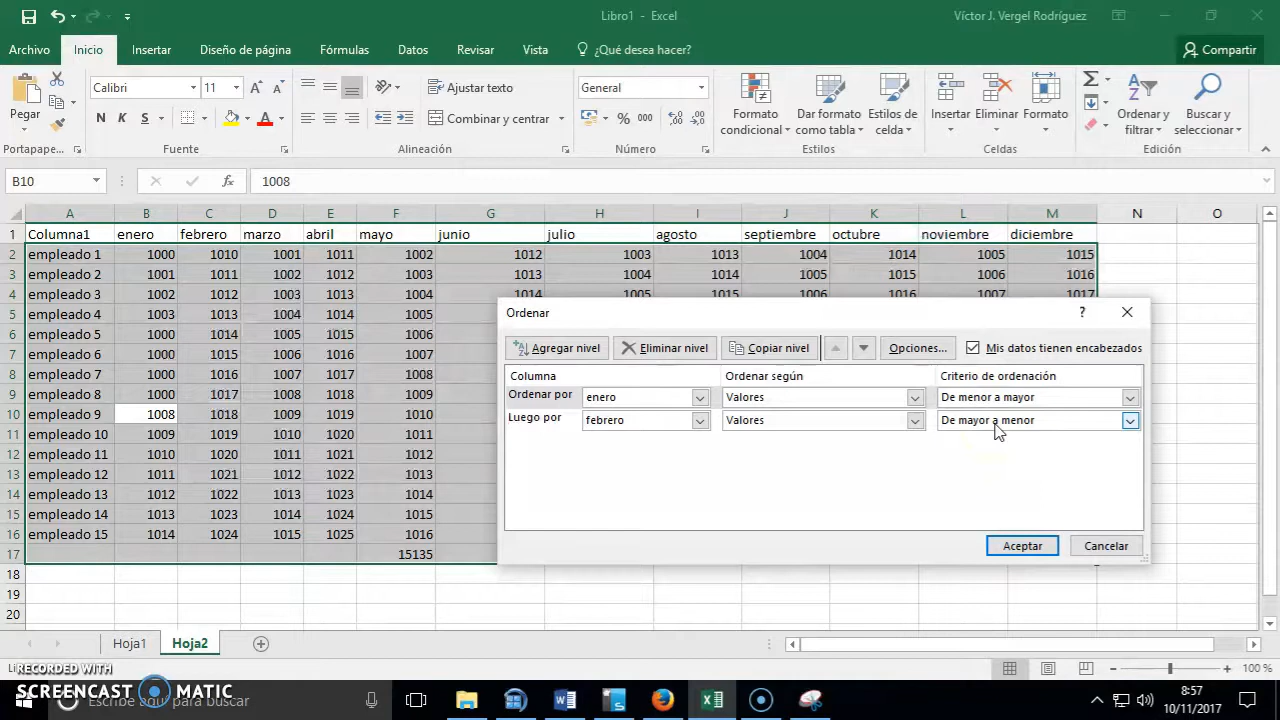 Libro1 - Excel
Víctor J. Vergel Rodríguez
Archivo Inicio Insertar Diseño de página Fórmulas Datos Revisar Vista ¿Qué desea hacer? Compartir
Pegar
Calibri 11
N K S
Ajustar texto
Combinar y centrar
General
% 000
Formato condicional
Dar formato como tabla
Estilos de celda
Insertar
Eliminar
Formato
Ordenar y filtrar
Buscar y seleccionar
Portapape... Fuente Alineación Número Estilos Celdas Edición
B10 fx 1008
A B C D E F G H I J K L M N O
1 Columna1 enero febrero marzo abril mayo junio julio agosto septiembre octubre noviembre diciembre
2 empleado 1 1000 1010 1001 1011 1002 1012 1003 1013 1004 1014 1005 1015
3 empleado 2 1001 1011 1002 1012 1003 1013 1004 1014 1005 1015 1006 1016
4 empleado 3 1002 1012 1003 1013 1004 1014 1005 1015 1006 1016 1007 1017
5 empleado 4 1003 1013 1004 1014 1005
6 empleado 5 1000 1014 1005 1015 1006
7 empleado 6 1000 1015 1006 1016 1007
8 empleado 7 1000 1016 1007 1017 1008
9 empleado 8 1000 1017 1008 1018 1009
10 empleado 9 1008 1018 1009 1019 1010
11 empleado 10 1009 1019 1010 1020 1011
12 empleado 11 1010 1020 1011 1021 1012
13 empleado 12 1011 1021 1012 1022 1013
14 empleado 13 1012 1022 1013 1023 1014
15 empleado 14 1013 1023 1014 1024 1015
16 empleado 15 1014 1024 1015 1025 1016
17 15135
18
19
20
Ordenar ?
Agregar nivel Eliminar nivel Copiar nivel Opciones... Mis datos tienen encabezados
Columna Ordenar según Criterio de ordenación
Ordenar por enero Valores De menor a mayor
Luego por febrero Valores De mayor a menor
Aceptar Cancelar
Hoja1 Hoja2
100 %
RECORDED WITH
SCREENCAST MATIC
Escribe aquí para buscar
8:57
10/11/2017